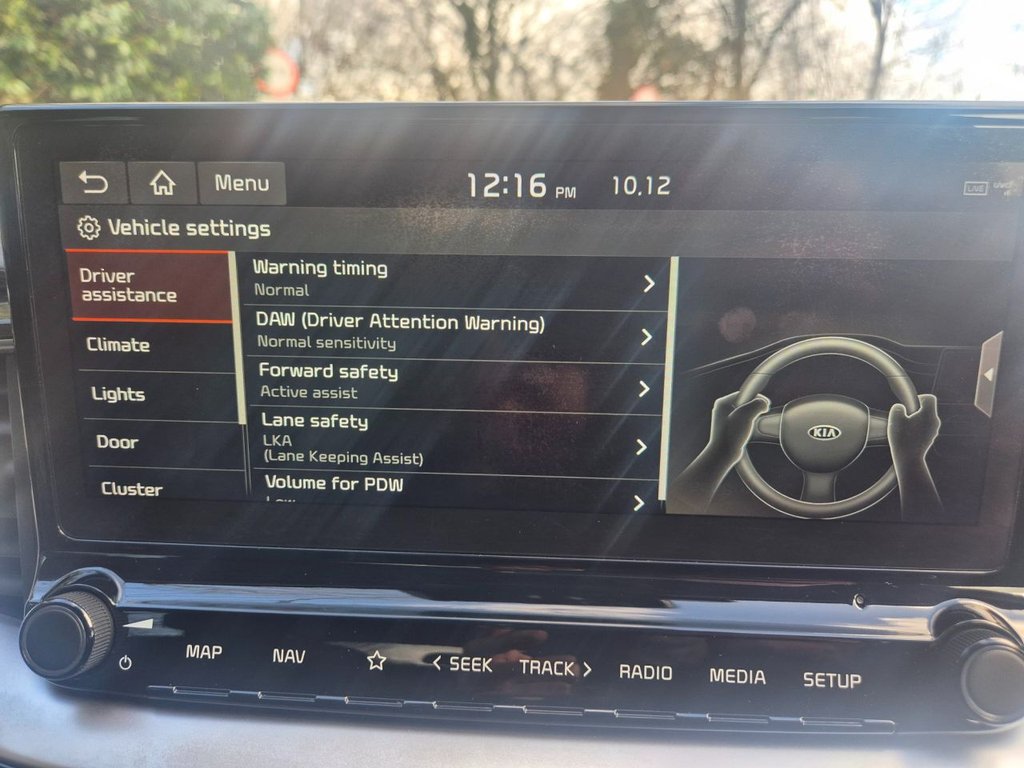 Menu
12:16 PM
10.12
LIVE
Vehicle settings
Driver
assistance
Climate
Lights
Door
Cluster
Warning timing
Normal
DAW (Driver Attention Warning)
Normal sensitivity
Forward safety
Active assist
Lane safety
LKA
(Lane Keeping Assist)
Volume for PDW
Low
KIA
MAP
NAV
SEEK
TRACK
RADIO
MEDIA
SETUP